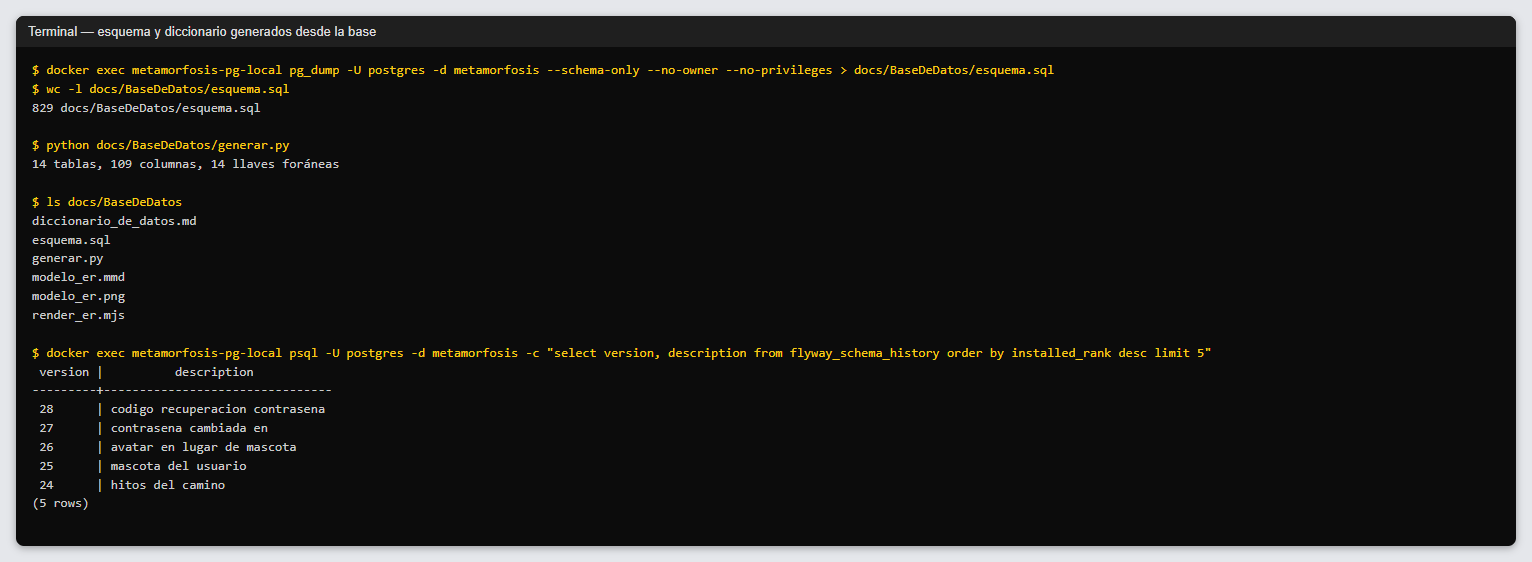 Terminal — esquema y diccionario generados desde la base
$ docker exec metamorfosis-pg-local pg_dump -U postgres -d metamorfosis --schema-only --no-owner --no-privileges > docs/BaseDeDatos/esquema.sql
$ wc -l docs/BaseDeDatos/esquema.sql
829 docs/BaseDeDatos/esquema.sql
$ python docs/BaseDeDatos/generar.py
14 tablas, 109 columnas, 14 llaves foráneas
$ ls docs/BaseDeDatos
diccionario_de_datos.md
esquema.sql
generar.py
modelo_er.mmd
modelo_er.png
render_er.mjs
$ docker exec metamorfosis-pg-local psql -U postgres -d metamorfosis -c "select version, description from flyway_schema_history order by installed_rank desc limit 5"
 version |          description
---------+-------------------------------
 28      | codigo recuperacion contrasena
 27      | contrasena cambiada en
 26      | avatar en lugar de mascota
 25      | mascota del usuario
 24      | hitos del camino
(5 rows)